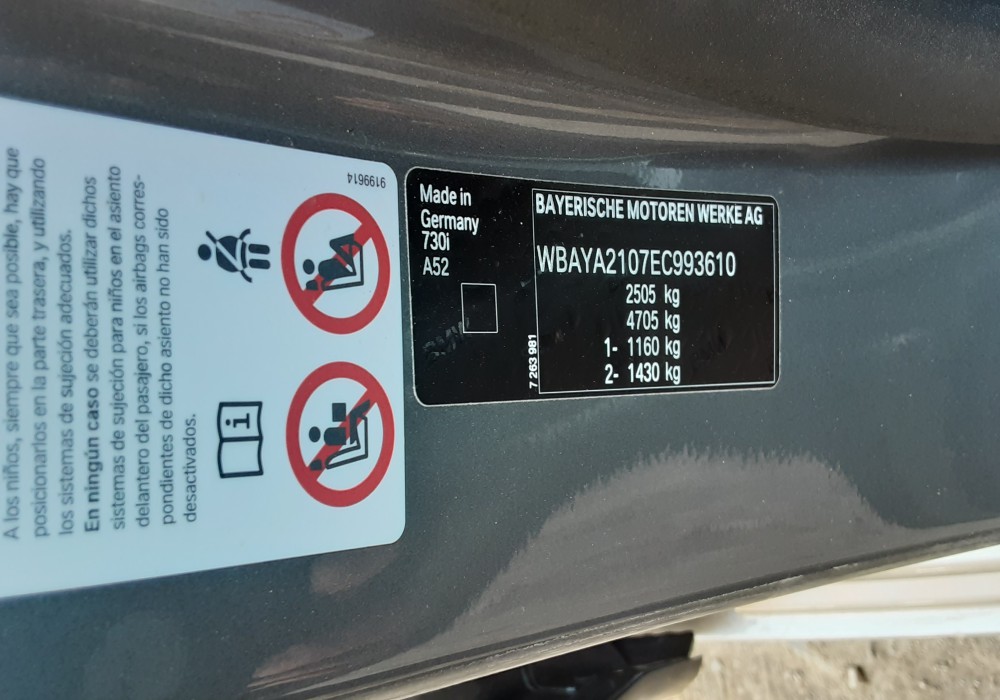 A los niños, siempre que sea posible, hay que
posicionarlos en la parte trasera, y utilizando
los sistemas de sujeción adecuados.
En ningún caso se deberán utilizar dichos
sistemas de sujeción para niños en el asiento
delantero del pasajero, si los airbags corres-
pondientes de dicho asiento no han sido
desactivados.
9199614
Made in
Germany
730i
A52
BAYERISCHE MOTOREN WERKE AG
WBAYA2107EC993610
2505 kg
4705 kg
1- 1160 kg
2- 1430 kg
7 263 981